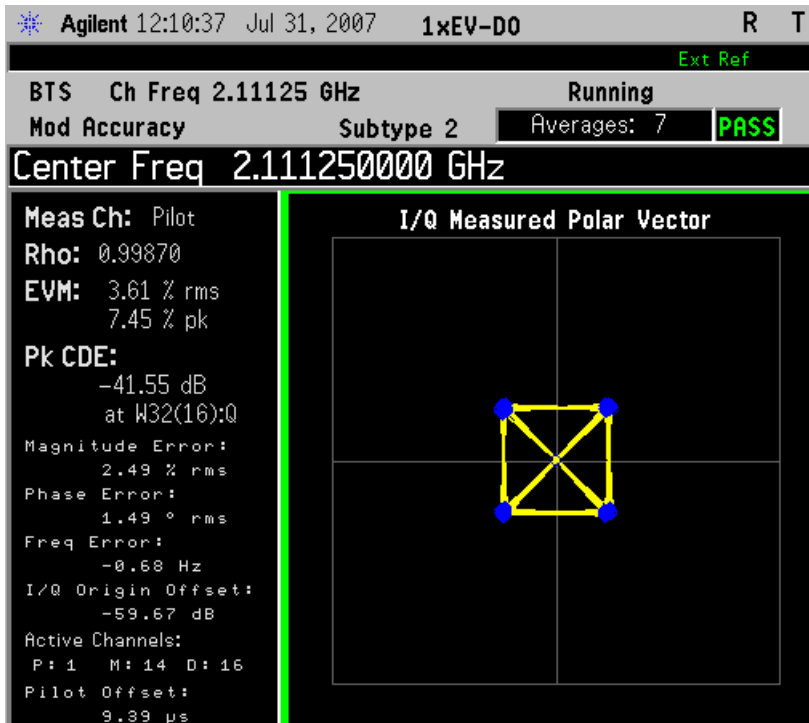 Agilent 12:10:37 Jul 31, 2007 1xEV-DO R T
Ext Ref
BTS Ch Freq 2.11125 GHz Running
Mod Accuracy Subtype 2 Averages: 7 PASS
Center Freq 2.111250000 GHz
Meas Ch: Pilot
I/Q Measured Polar Vector
Rho: 0.99870
EVM: 3.61 % rms
7.45 % pk
Pk CDE:
-41.55 dB
at W32(16):Q
Magnitude Error:
2.49 % rms
Phase Error:
1.49 ° rms
Freq Error:
-0.68 Hz
I/Q Origin Offset:
-59.67 dB
Active Channels:
P: 1 M: 14 D: 16
Pilot Offset:
9.39 µs